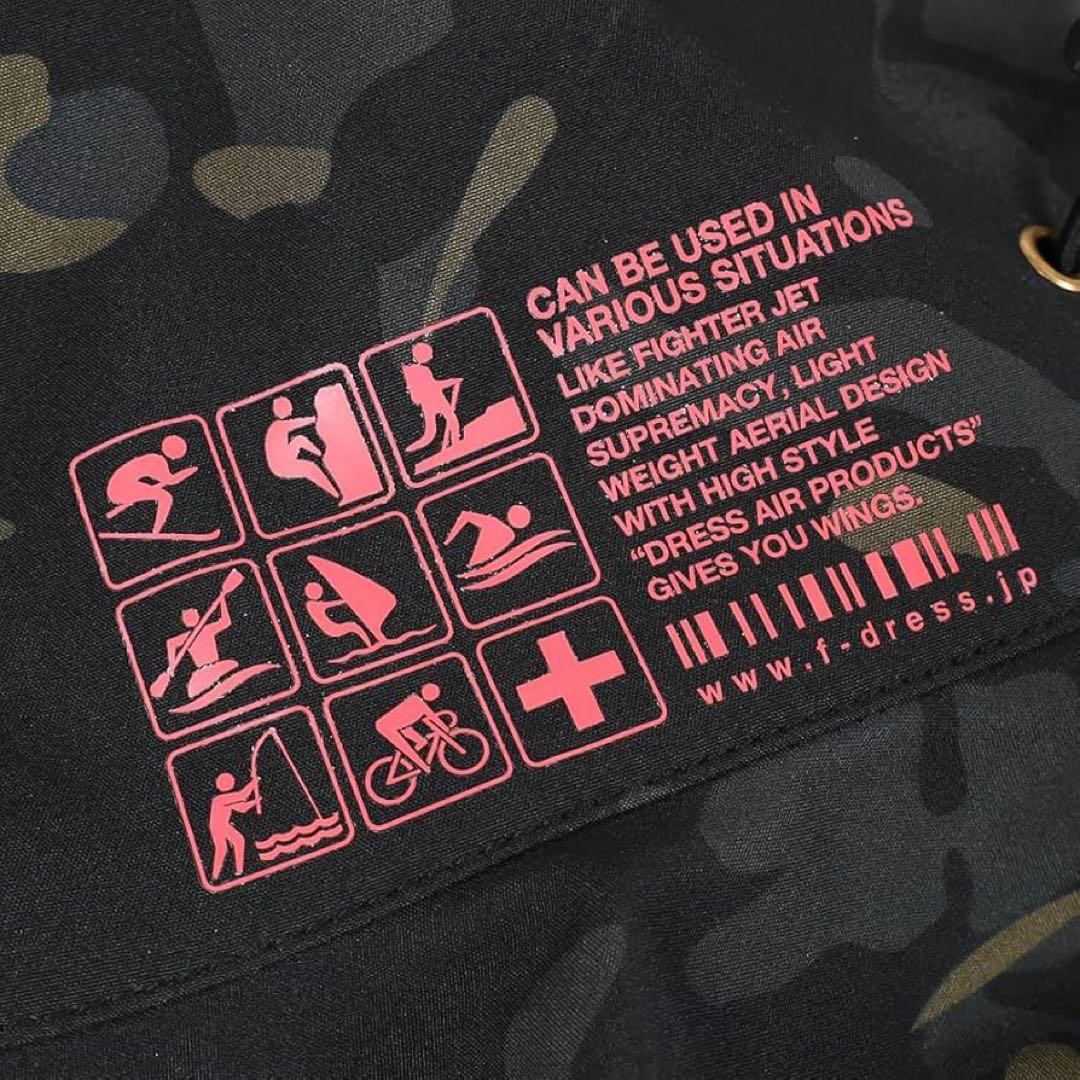 CAN BE USED IN
VARIOUS SITUATIONS
LIKE FIGHTER JET
DOMINATING AIR
SUPREMACY, LIGHT
WEIGHT AERIAL DESIGN
WITH HIGH STYLE
“DRESS AIR PRODUCTS”
GIVES YOU WINGS.
www.f-dress.jp